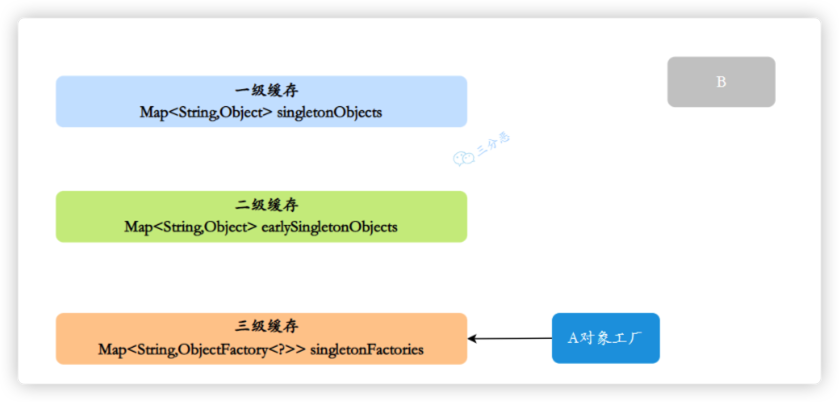 一级缓存
Map<String,Object> singletonObjects
B
三分恶
二级缓存
Map<String,Object> earlySingletonObjects
三级缓存
Map<String,ObjectFactory<?>> singletonFactories
A对象工厂